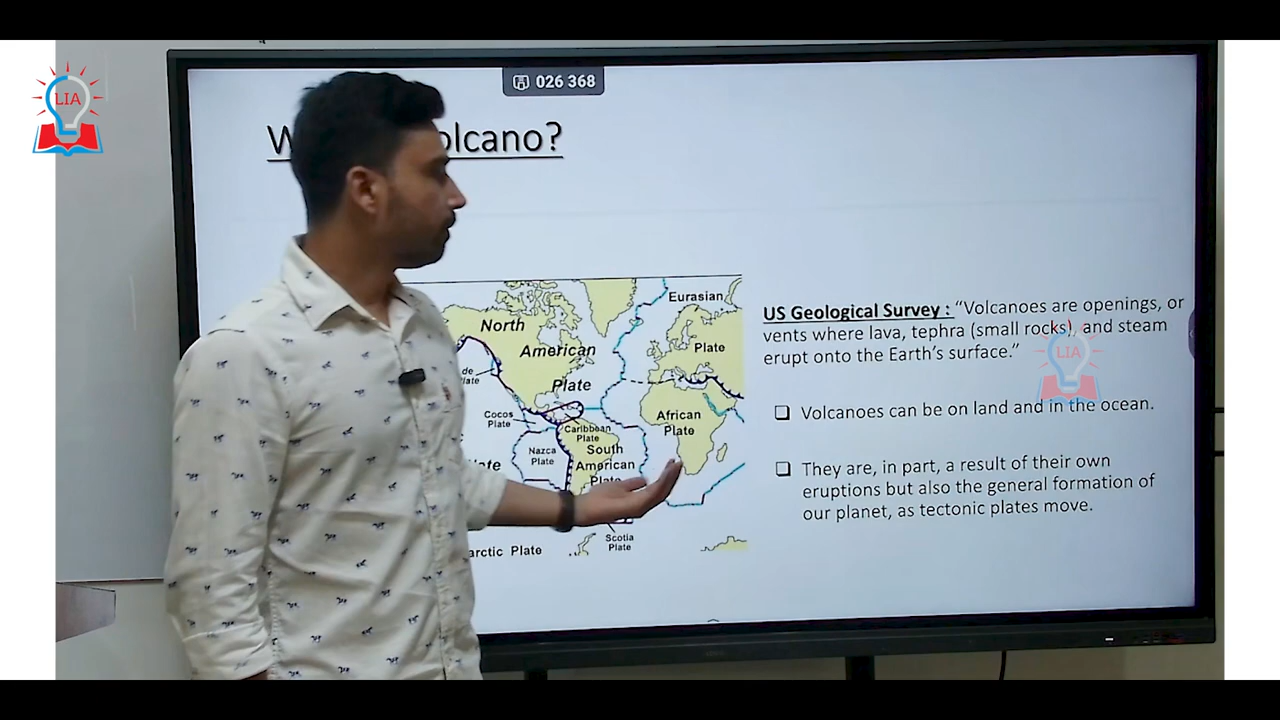 LIA
026 368
olcano?
North
American
Plate
Eurasian
Plate
African
Plate
Cocos
Plate
Caribbean
Plate
Nazca
Plate
South
American
Plate
Scotia
Plate
arctic Plate
US Geological Survey : “Volcanoes are openings, or
vents where lava, tephra (small rocks), and steam
erupt onto the Earth’s surface.”
LIA
❑ Volcanoes can be on land and in the ocean.
❑ They are, in part, a result of their own
eruptions but also the general formation of
our planet, as tectonic plates move.